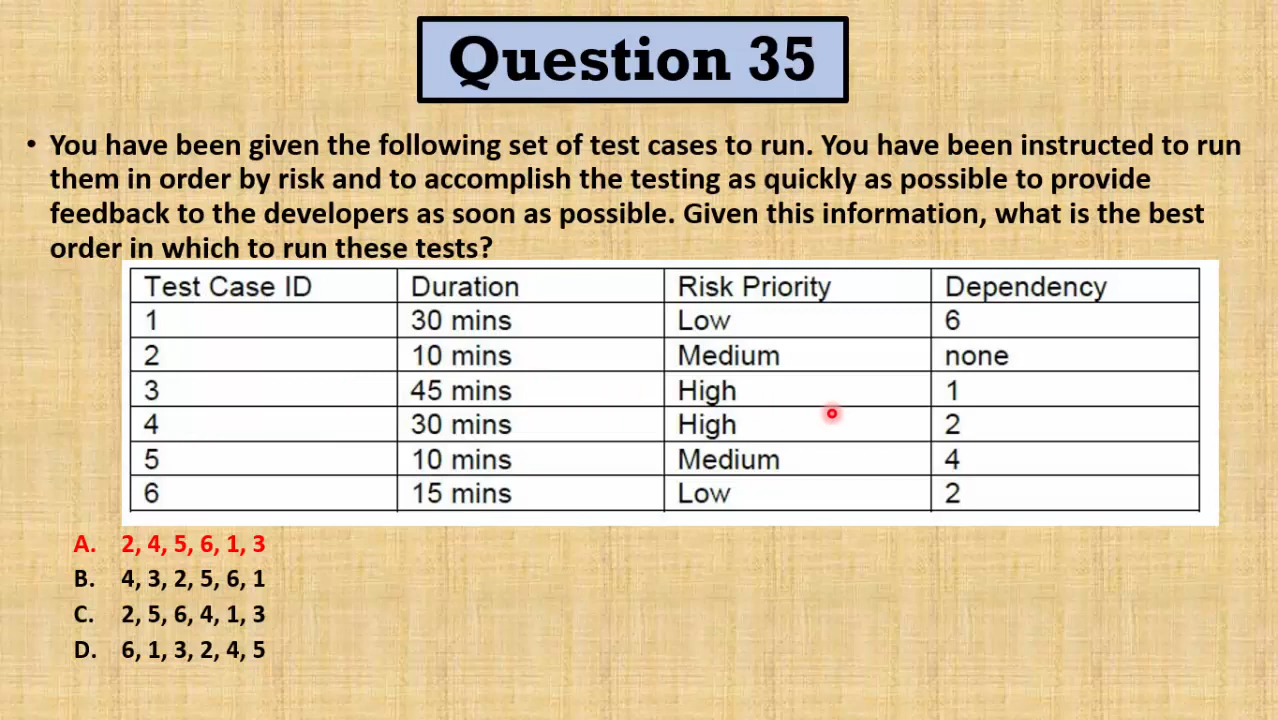 Question 35
• You have been given the following set of test cases to run. You have been instructed to run
them in order by risk and to accomplish the testing as quickly as possible to provide
feedback to the developers as soon as possible. Given this information, what is the best
order in which to run these tests?
Test Case ID Duration Risk Priority Dependency
1 30 mins Low 6
2 10 mins Medium none
3 45 mins High 1
4 30 mins High 2
5 10 mins Medium 4
6 15 mins Low 2
A. 2, 4, 5, 6, 1, 3
B. 4, 3, 2, 5, 6, 1
C. 2, 5, 6, 4, 1, 3
D. 6, 1, 3, 2, 4, 5